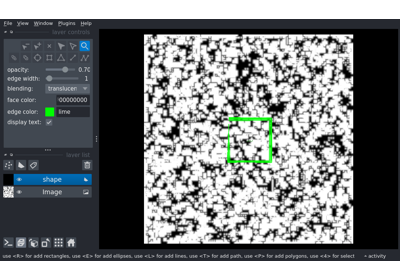 File View Window Plugins Help
layer controls
opacity: 0.70
edge width: 1
blending: translucen
face color: 00000000
edge color: lime
display text:
layer list
shape
Image
use <R> for add rectangles, use <E> for add ellipses, use <L> for add lines, use <T> for add path, use <P> for add polygons, use <4> for select
activity